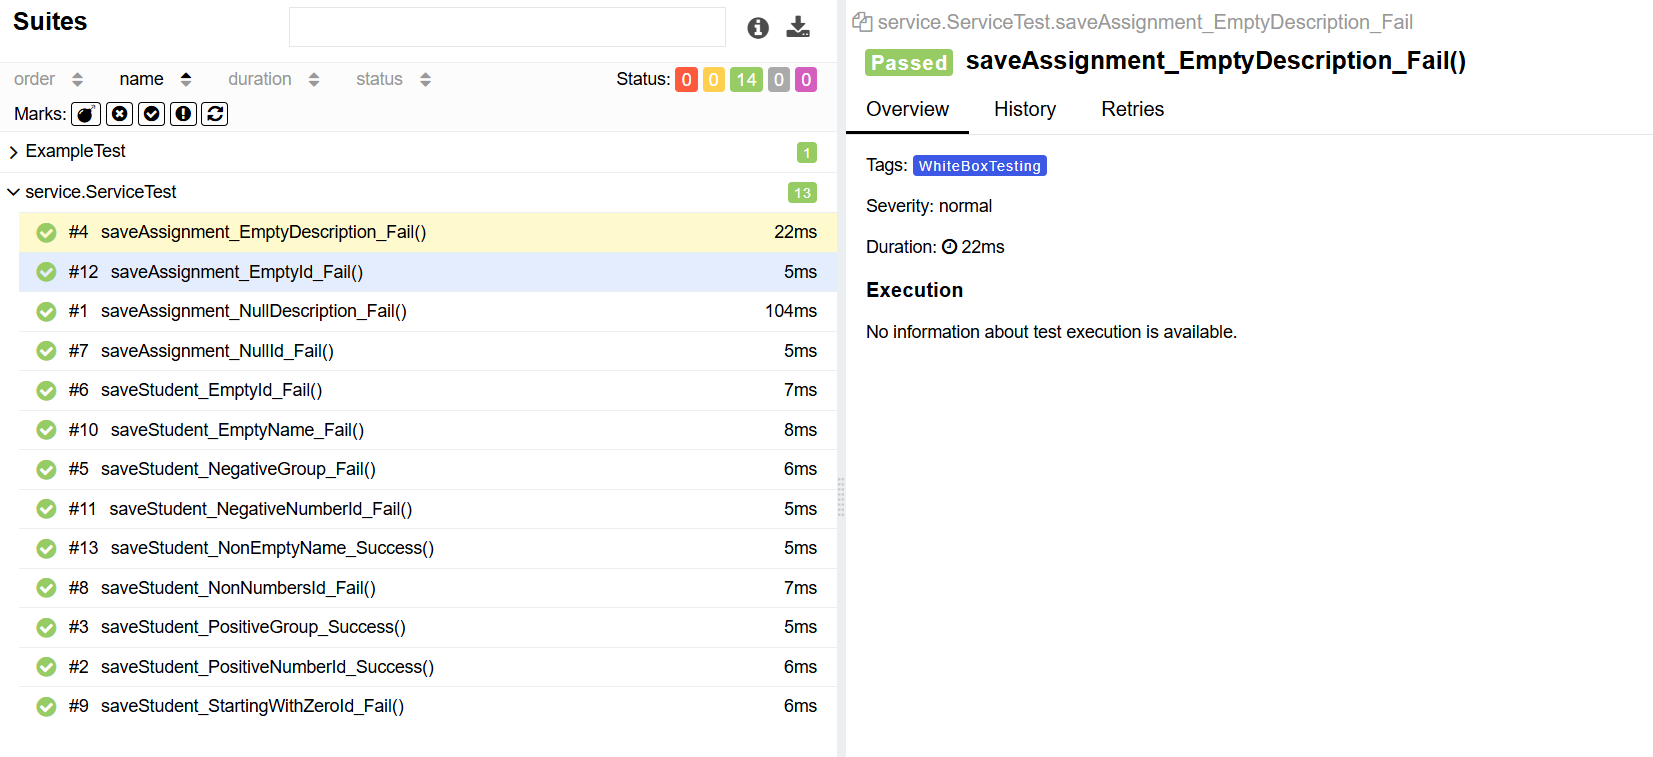 Suites
order name duration status Status: 0 0 14 0 0
Marks:
ExampleTest 1
service.ServiceTest 13
#4 saveAssignment_EmptyDescription_Fail() 22ms
#12 saveAssignment_EmptyId_Fail() 5ms
#1 saveAssignment_NullDescription_Fail() 104ms
#7 saveAssignment_NullId_Fail() 5ms
#6 saveStudent_EmptyId_Fail() 7ms
#10 saveStudent_EmptyName_Fail() 8ms
#5 saveStudent_NegativeGroup_Fail() 6ms
#11 saveStudent_NegativeNumberId_Fail() 5ms
#13 saveStudent_NonEmptyName_Success() 5ms
#8 saveStudent_NonNumbersId_Fail() 7ms
#3 saveStudent_PositiveGroup_Success() 5ms
#2 saveStudent_PositiveNumberId_Success() 6ms
#9 saveStudent_StartingWithZeroId_Fail() 6ms
service.ServiceTest.saveAssignment_EmptyDescription_Fail
Passed saveAssignment_EmptyDescription_Fail()
Overview History Retries
Tags: WhiteBoxTesting
Severity: normal
Duration: 22ms
Execution
No information about test execution is available.